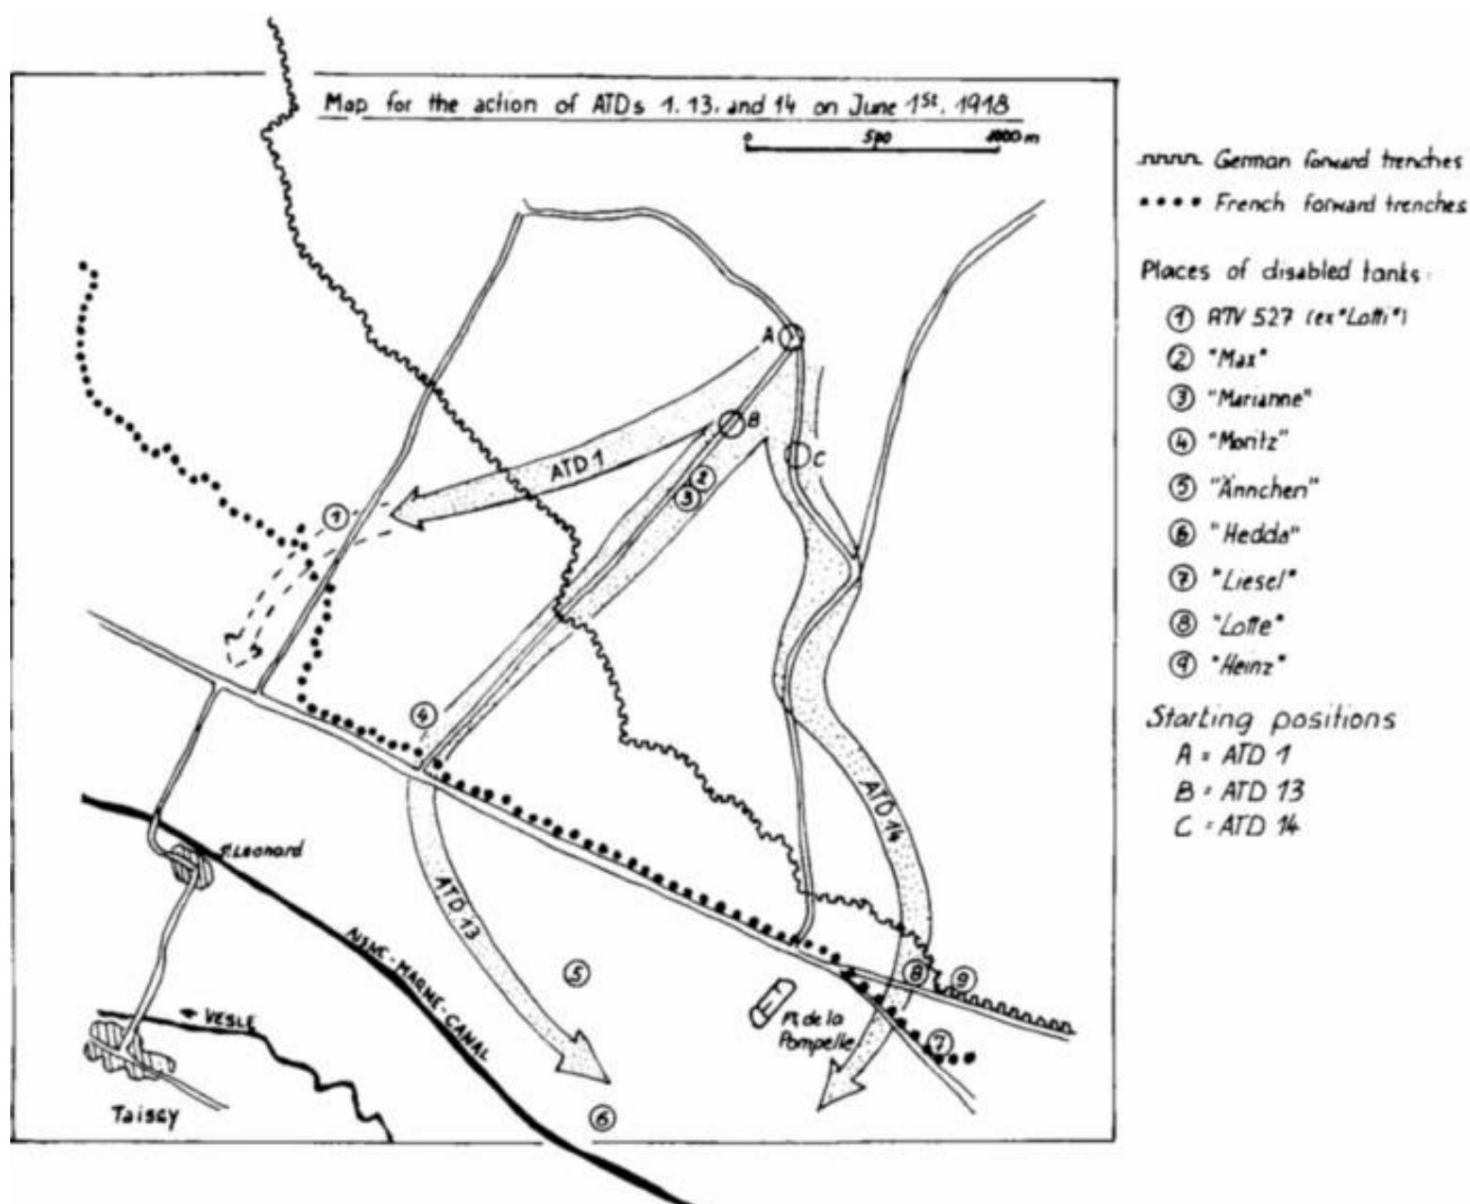 Map for the action of ATDs 1, 13, and 14 on June 1st, 1918
0 500 1000 m
German forward trenches
French forward trenches
Places of disabled tanks:
1 ATV 527 (ex "Lotti")
2 "Max"
3 "Marianne"
4 "Moritz"
5 "Ännchen"
6 "Hedda"
7 "Liesel"
8 "Lotte"
9 "Heinz"
Starting positions
A = ATD 1
B = ATD 13
C = ATD 14
A
B
C
ATD 1
2
3
1
4
ATD 14
St. Leonard
ATD 13
AISNE-MARNE-CANAL
5
8
9
Ft. de la
Pompelle
7
VESLE
6
Taissy